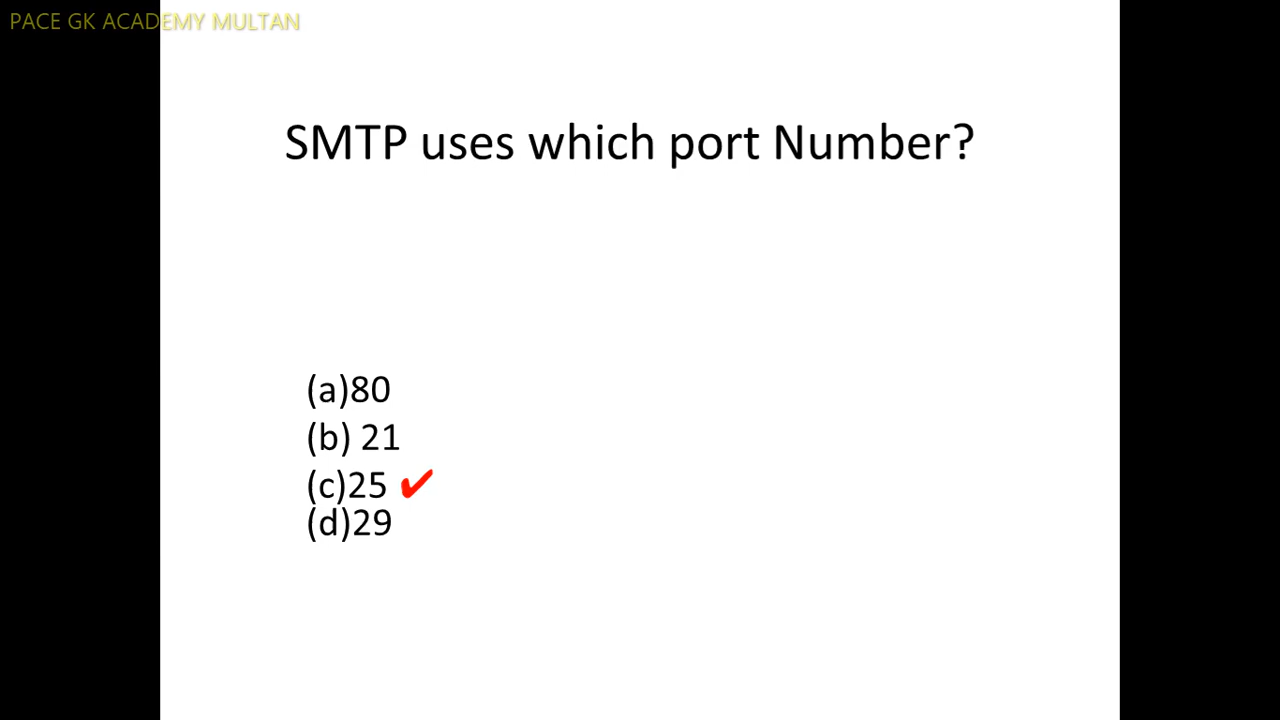 PACE GK ACADEMY MULTAN
SMTP uses which port Number?
(a)80
(b) 21
(c)25 ✔
(d)29